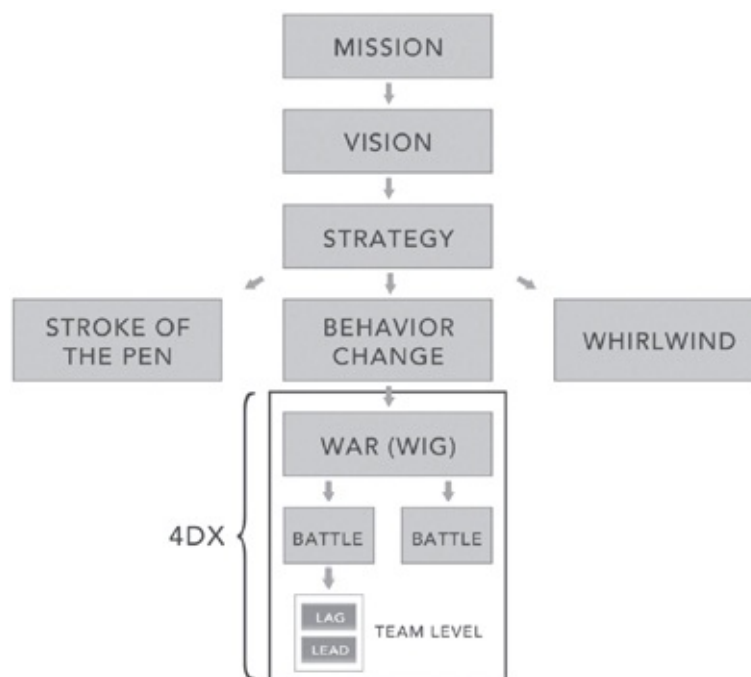 MISSION
VISION
STRATEGY
STROKE OF
THE PEN
BEHAVIOR
CHANGE
WHIRLWIND
WAR (WIG)
4DX
BATTLE
BATTLE
LAG
LEAD
TEAM LEVEL